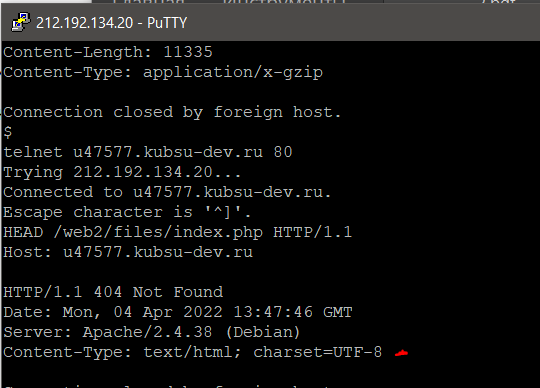 212.192.134.20 - PuTTY
Content-Length: 11335
Content-Type: application/x-gzip
Connection closed by foreign host.
$
telnet u47577.kubsu-dev.ru 80
Trying 212.192.134.20...
Connected to u47577.kubsu-dev.ru.
Escape character is '^]'.
HEAD /web2/files/index.php HTTP/1.1
Host: u47577.kubsu-dev.ru
HTTP/1.1 404 Not Found
Date: Mon, 04 Apr 2022 13:47:46 GMT
Server: Apache/2.4.38 (Debian)
Content-Type: text/html; charset=UTF-8